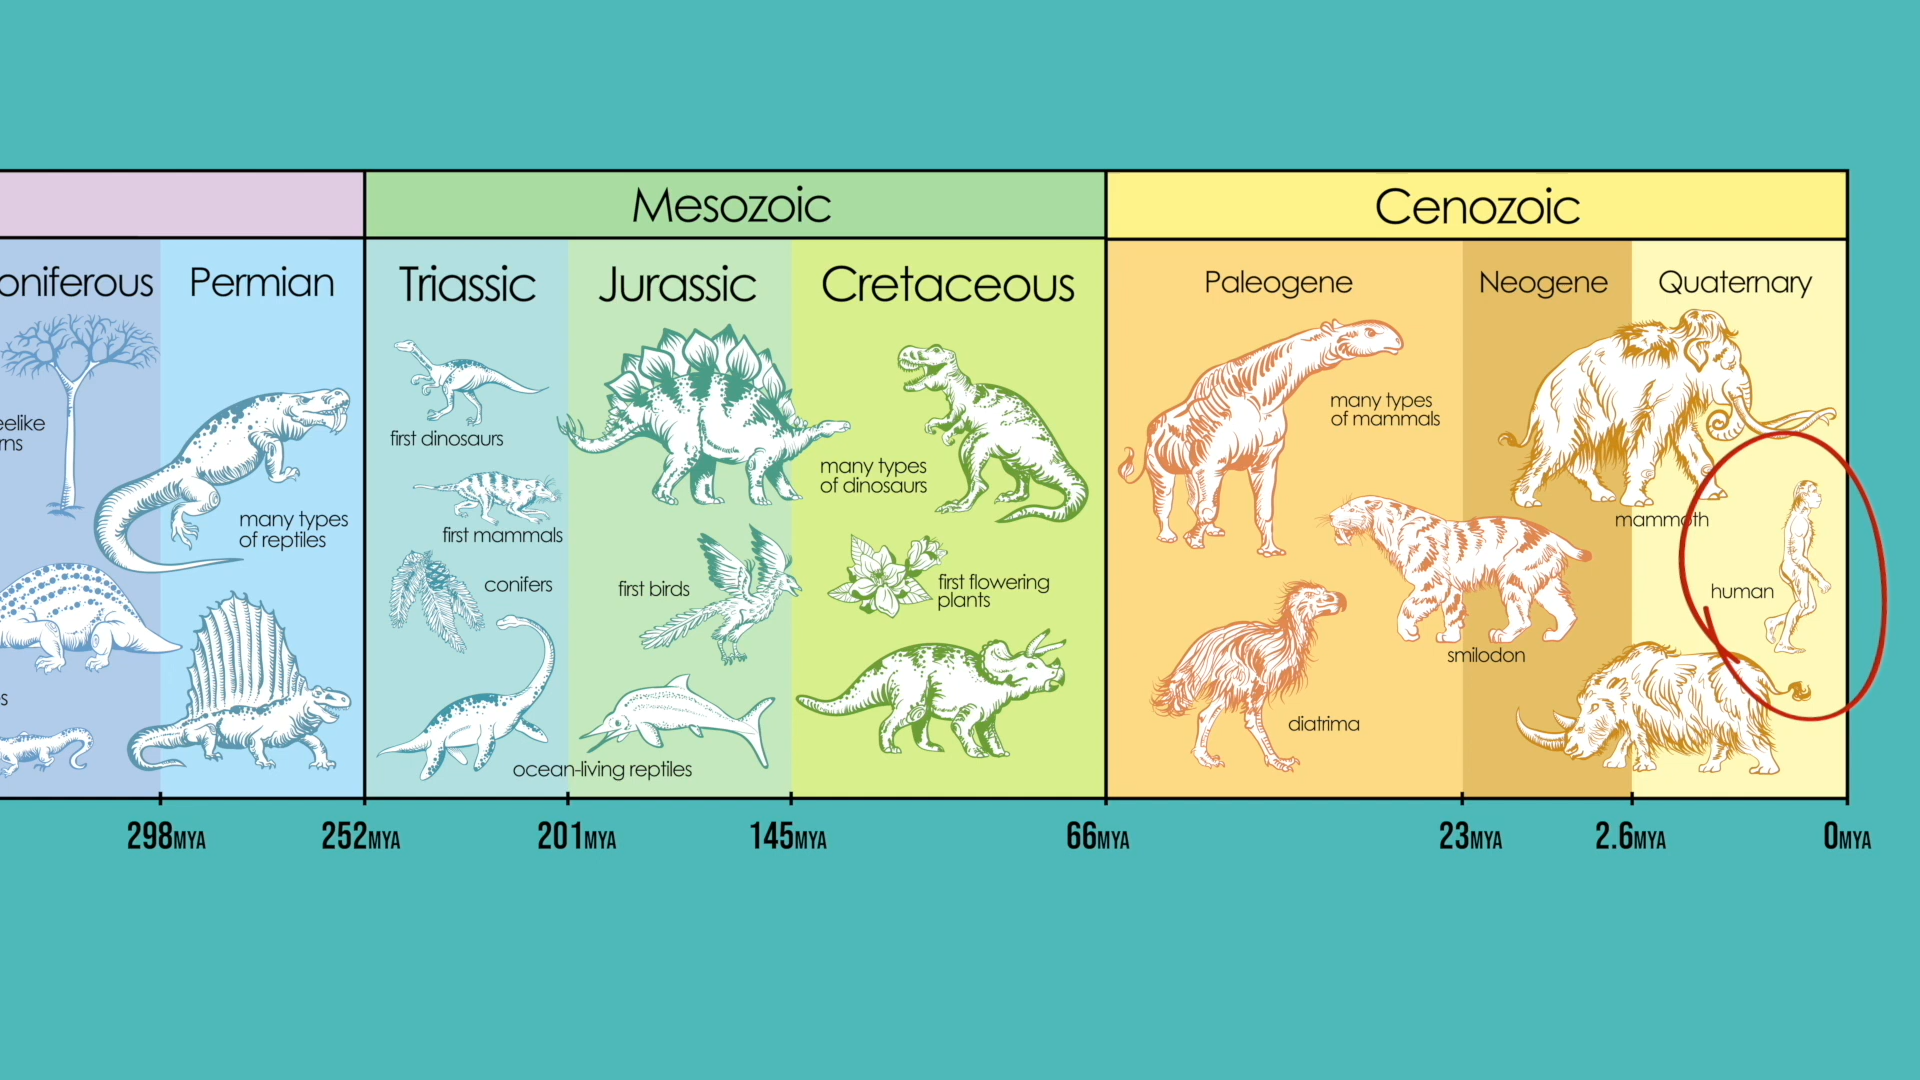 Mesozoic
Cenozoic
oniferous
Permian
Triassic
Jurassic
Cretaceous
Paleogene
Neogene
Quaternary
eelike
rns
many types
of reptiles
s
first dinosaurs
first mammals
conifers
ocean-living reptiles
first birds
many types
of dinosaurs
first flowering
plants
many types
of mammals
diatrima
smilodon
mammoth
human
298MYA
252MYA
201MYA
145MYA
66MYA
23MYA
2.6MYA
0MYA